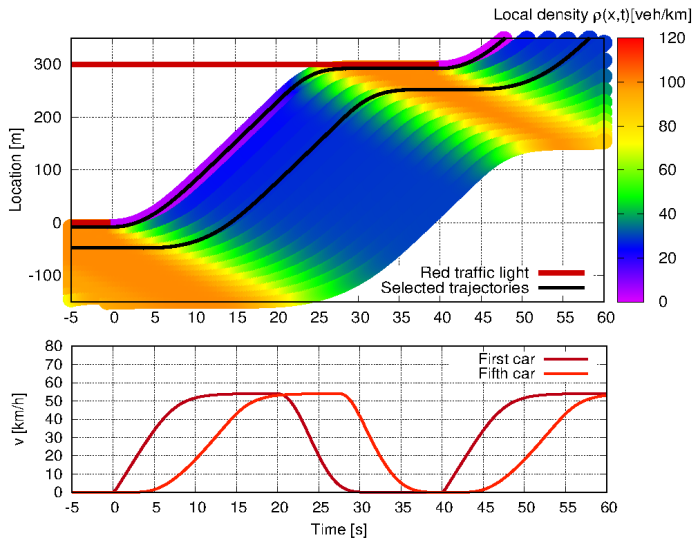 Local density ρ(x,t)[veh/km]
300
200
100
0
-100
Location [m]
Red traffic light
Selected trajectories
-5 0 5 10 15 20 25 30 35 40 45 50 55 60
120
100
80
60
40
20
0
80
70
60
50
40
30
20
10
0
v [km/h]
First car
Fifth car
-5 0 5 10 15 20 25 30 35 40 45 50 55 60
Time [s]